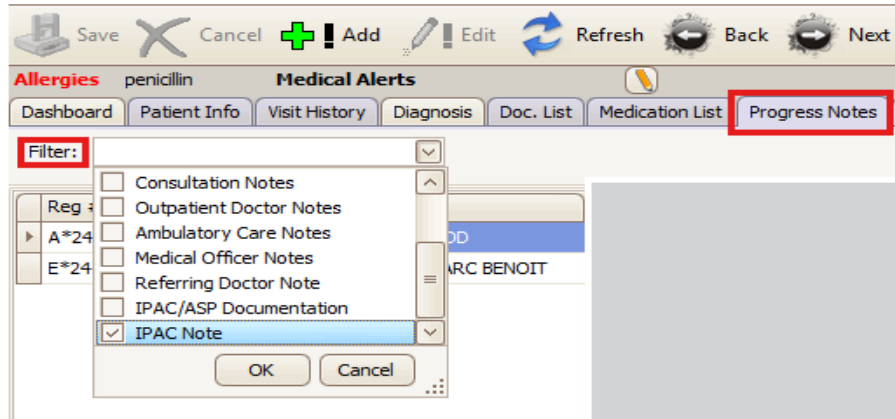 Save Cancel Add Edit Refresh Back Next
Allergies penicillin Medical Alerts
Dashboard Patient Info Visit History Diagnosis Doc. List Medication List Progress Notes
Filter:
Consultation Notes
Reg
Outpatient Doctor Notes
A*24
Ambulatory Care Notes
Medical Officer Notes
E*24
ARC BENOIT
Referring Doctor Note
IPAC/ASP Documentation
IPAC Note
OK Cancel